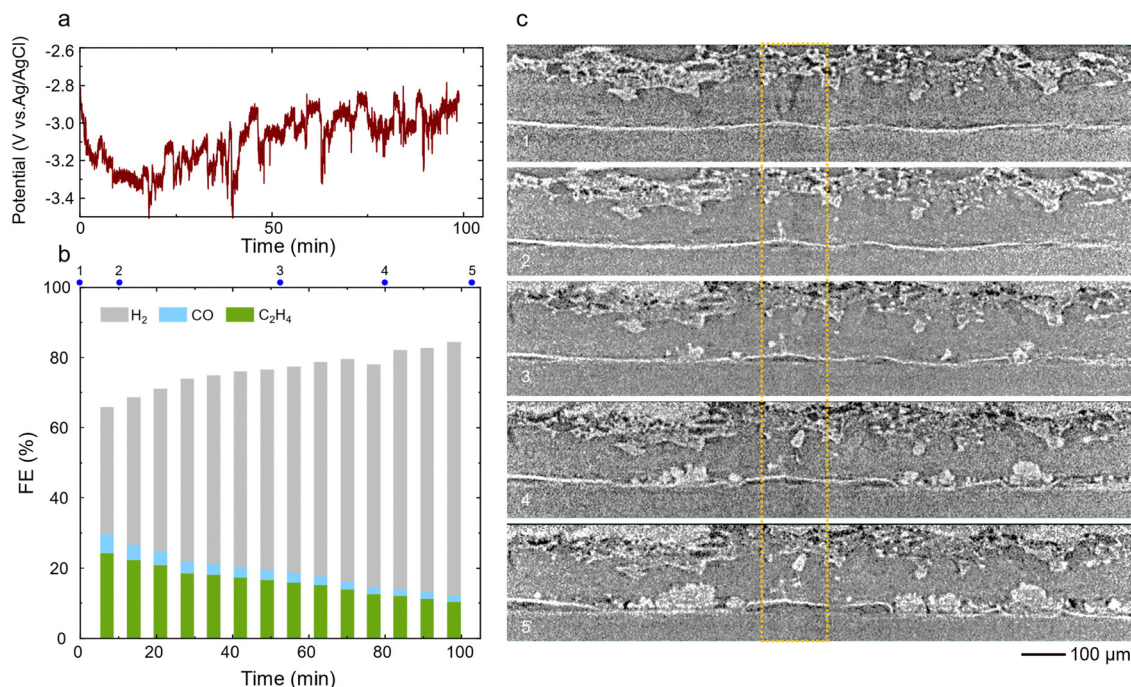 a
-2.6
-2.8
-3.0
-3.2
-3.4
Potential (V vs.Ag/AgCl)
0
50
100
Time (min)
b
1
2
3
4
5
100
80
60
40
20
0
FE (%)
H₂
CO
C₂H₄
0
20
40
60
80
100
Time (min)
c
1
2
3
4
5
100 μm